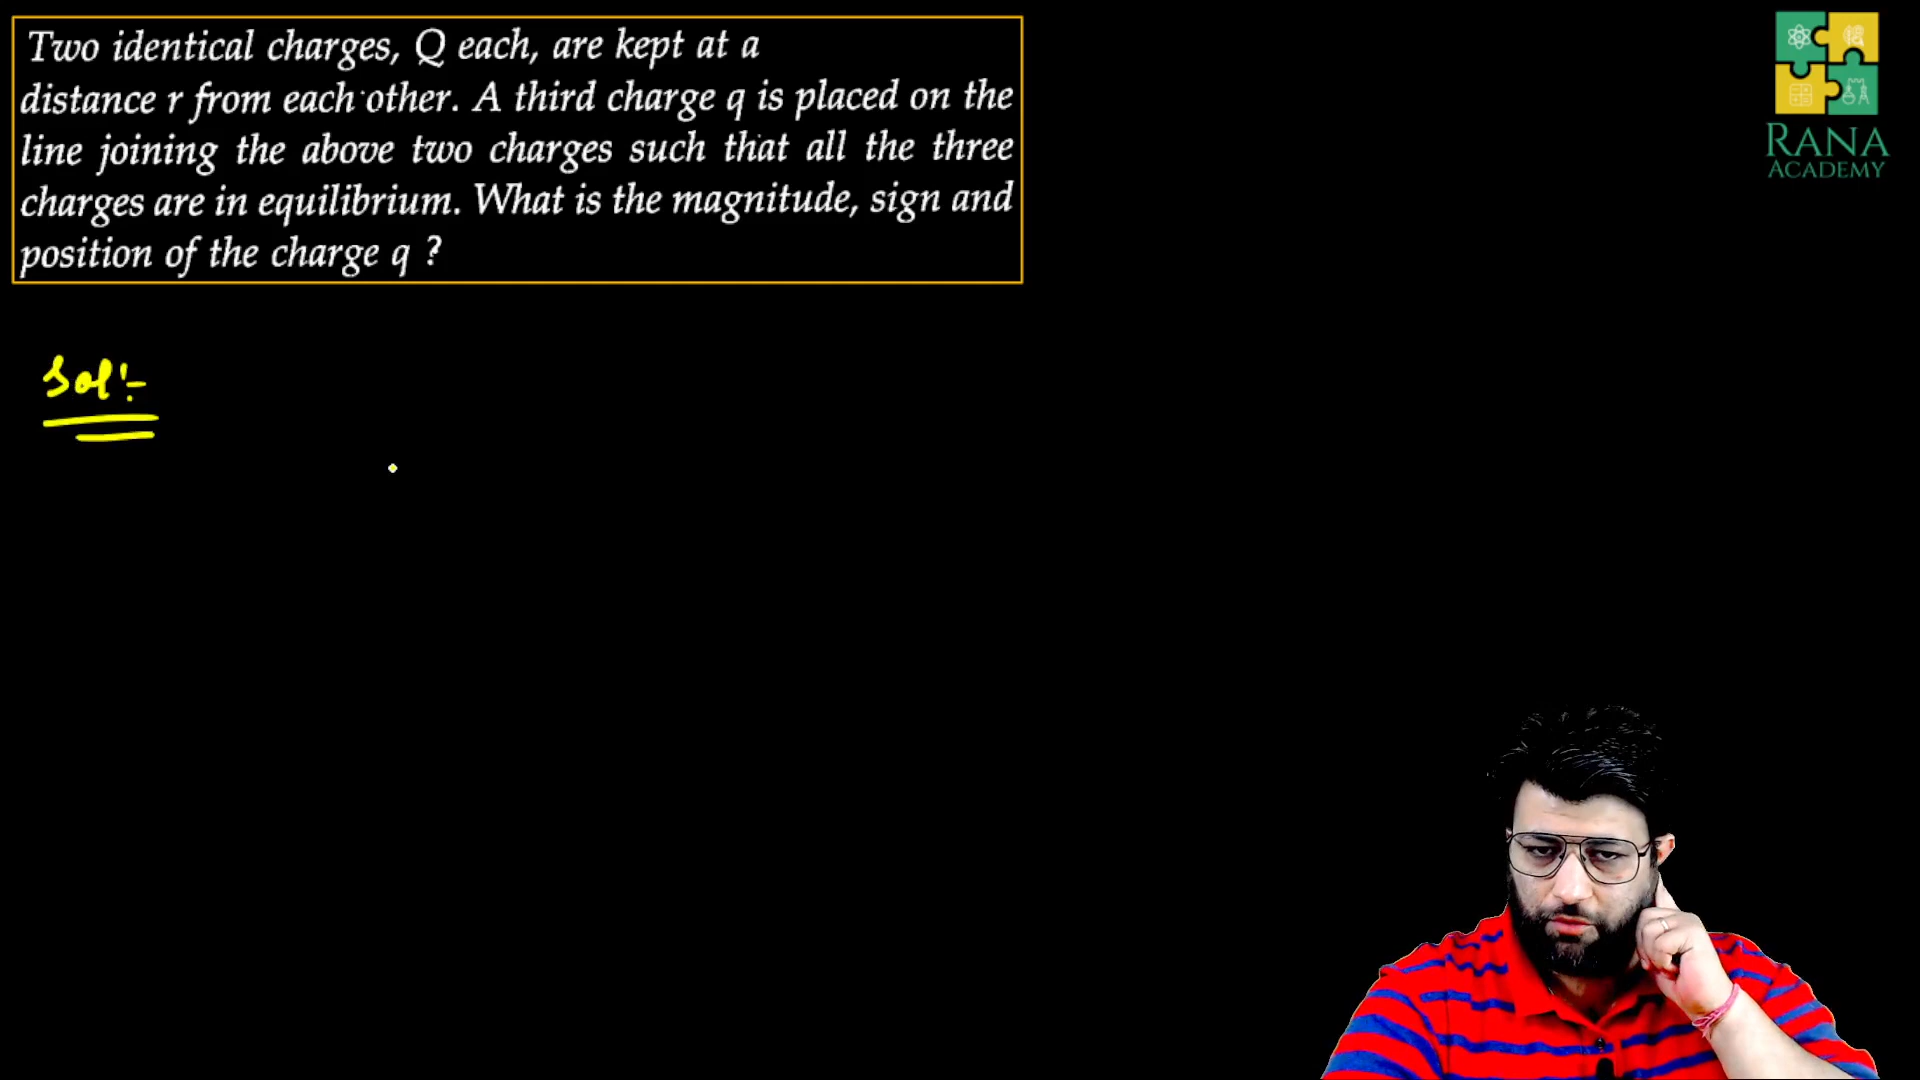 Two identical charges, Q each, are kept at a
distance r from each other. A third charge q is placed on the
line joining the above two charges such that all the three
charges are in equilibrium. What is the magnitude, sign and
position of the charge q ?
RANA
ACADEMY
Sol:-